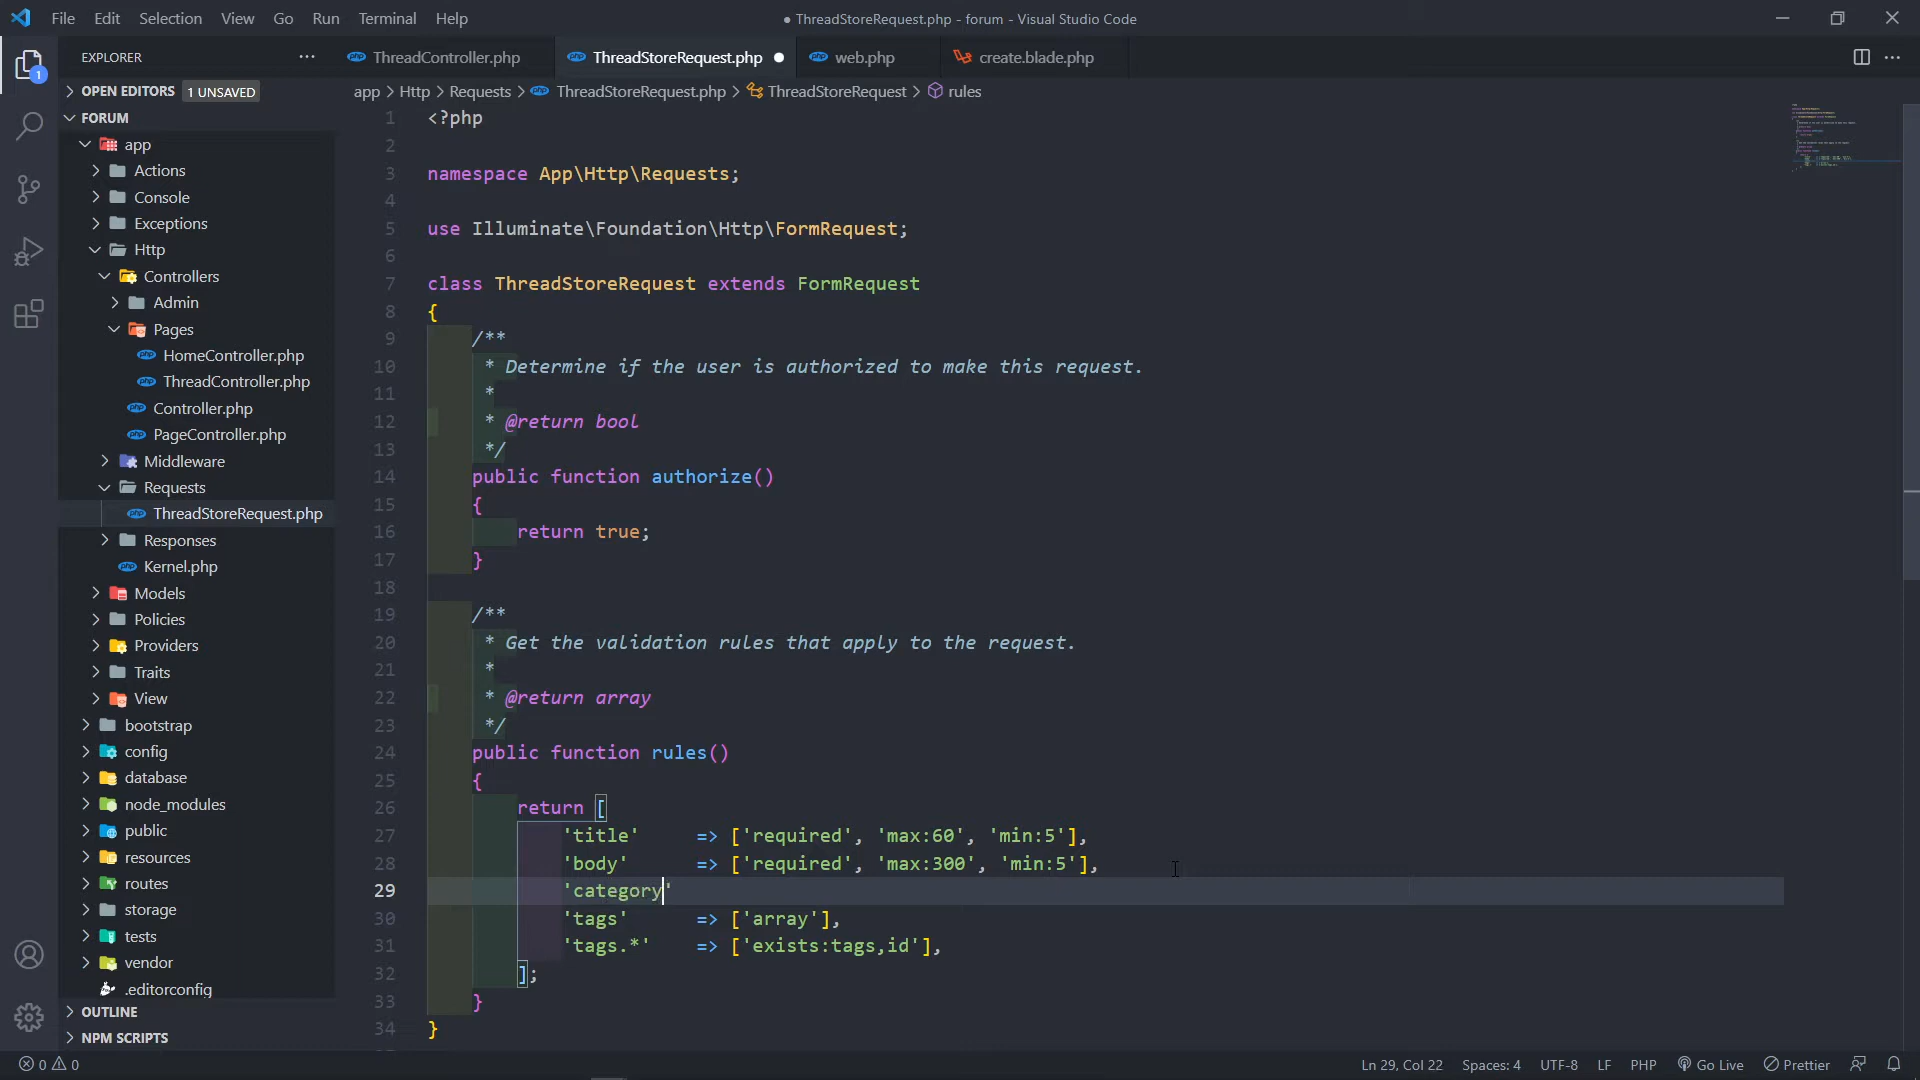 File Edit Selection View Go Run Terminal Help
● ThreadStoreRequest.php - forum - Visual Studio Code
EXPLORER
1
OPEN EDITORS 1 UNSAVED
FORUM
app
Actions
Console
Exceptions
Http
Controllers
Admin
Pages
HomeController.php
ThreadController.php
Controller.php
PageController.php
Middleware
Requests
ThreadStoreRequest.php
Responses
Kernel.php
Models
Policies
Providers
Traits
View
bootstrap
config
database
node_modules
public
resources
routes
storage
tests
vendor
.editorconfig
OUTLINE
NPM SCRIPTS
ThreadController.php ThreadStoreRequest.php ● web.php create.blade.php
app > Http > Requests > ThreadStoreRequest.php > ThreadStoreRequest > rules
1 <?php
2
3 namespace App\Http\Requests;
4
5 use Illuminate\Foundation\Http\FormRequest;
6
7 class ThreadStoreRequest extends FormRequest
8 {
9 /**
10 * Determine if the user is authorized to make this request.
11 *
12 * @return bool
13 */
14 public function authorize()
15 {
16 return true;
17 }
18
19 /**
20 * Get the validation rules that apply to the request.
21 *
22 * @return array
23 */
24 public function rules()
25 {
26 return [
27 'title' => ['required', 'max:60', 'min:5'],
28 'body' => ['required', 'max:300', 'min:5'],
29 'category'
30 'tags' => ['array'],
31 'tags.*' => ['exists:tags,id'],
32 ];
33 }
34 }
0 0 Ln 29, Col 22 Spaces: 4 UTF-8 LF PHP Go Live Prettier